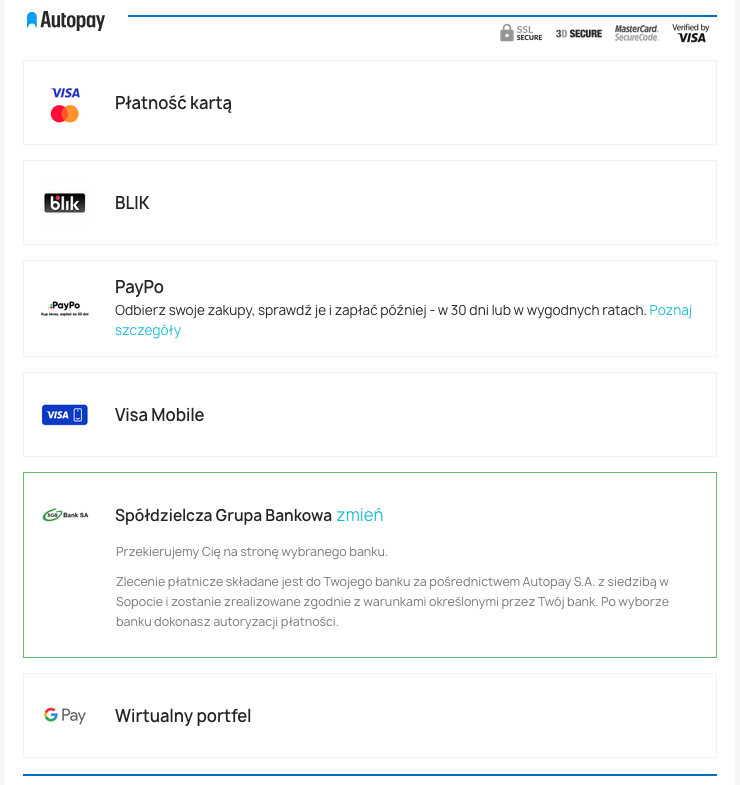 Autopay
SSL
SECURE
3D SECURE
MasterCard.
SecureCode.
Verified by
VISA
VISA
Płatność kartą
blik
BLIK
PayPo
Kup teraz, zapłać za 30 dni
PayPo
Odbierz swoje zakupy, sprawdź je i zapłać później - w 30 dni lub w wygodnych ratach. Poznaj
szczegóły
VISA
Visa Mobile
SGB Bank SA
Spółdzielcza Grupa Bankowa zmień
Przekierujemy Cię na stronę wybranego banku.
Zlecenie płatnicze składane jest do Twojego banku za pośrednictwem Autopay S.A. z siedzibą w
Sopocie i zostanie zrealizowane zgodnie z warunkami określonymi przez Twój bank. Po wyborze
banku dokonasz autoryzacji płatności.
G Pay
Wirtualny portfel